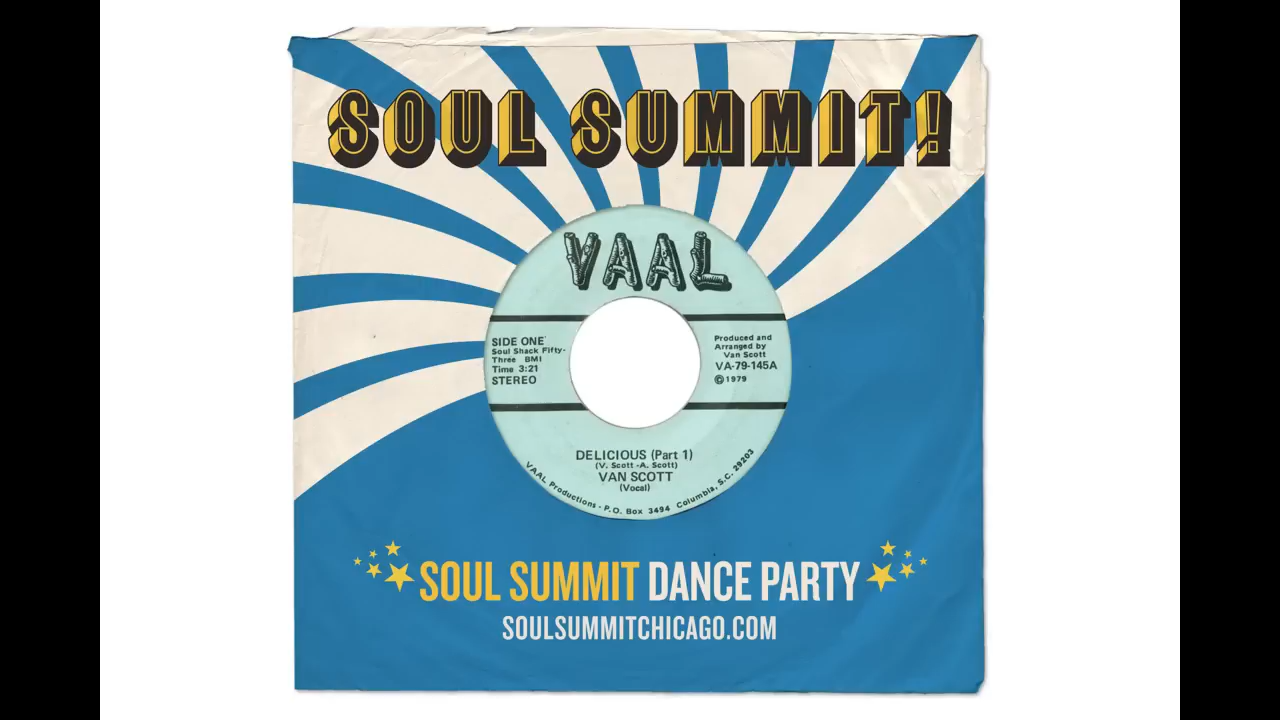 SOUL SUMMIT!
VAAL
SIDE ONE
Soul Shack Fifty-
Three BMI
Time 3:21
STEREO
Produced and
Arranged by
Van Scott
VA-79-145A
©1979
DELICIOUS (Part 1)
(V. Scott -A. Scott)
VAN SCOTT
(Vocal)
VAAL Productions - P.O. Box 3494 Columbia, S.C. 29203
SOUL SUMMIT DANCE PARTY
SOULSUMMITCHICAGO.COM